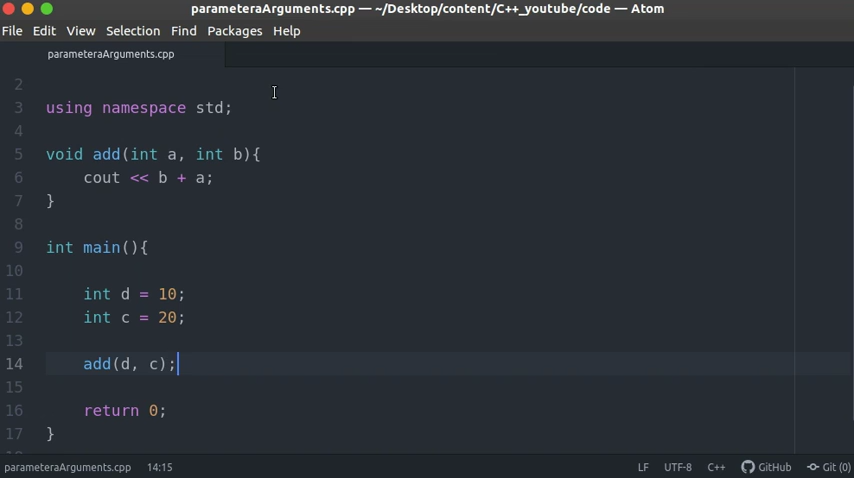 parameteraArguments.cpp — ~/Desktop/content/C++_youtube/code — Atom
File Edit View Selection Find Packages Help
parameteraArguments.cpp
2
3 using namespace std;
4
5 void add(int a, int b){
6 cout << b + a;
7 }
8
9 int main(){
10
11 int d = 10;
12 int c = 20;
13
14 add(d, c);
15
16 return 0;
17 }
parameteraArguments.cpp 14:15 LF UTF-8 C++ GitHub Git (0)